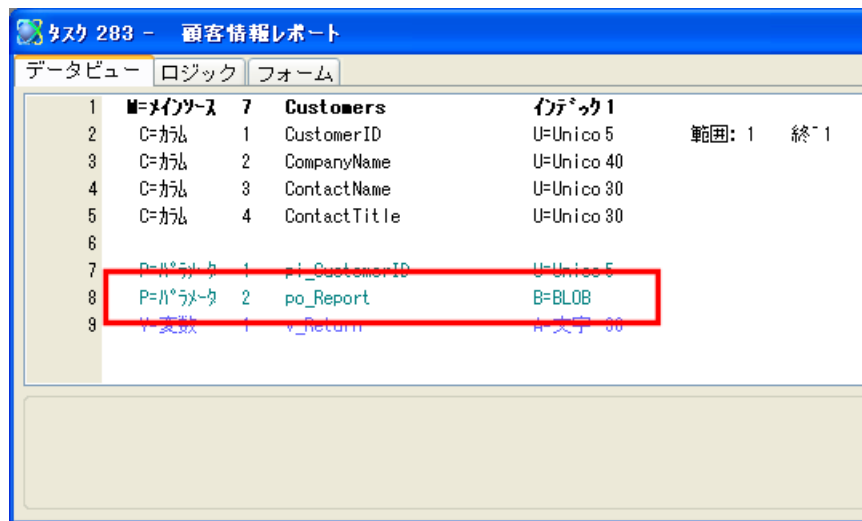 タスク 283 - 顧客情報レポート
データビュー ロジック フォーム
1 M=メインソース 7 Customers インデック 1
2 C=カラム 1 CustomerID U=Unico 5 範囲: 1 終 1
3 C=カラム 2 CompanyName U=Unico 40
4 C=カラム 3 ContactName U=Unico 30
5 C=カラム 4 ContactTitle U=Unico 30
6
7 P=パラメータ 1 pi_CustomerID U=Unico 5
8 P=パラメータ 2 po_Report B=BLOB
9 V=変数 1 v_Return A=文字 30